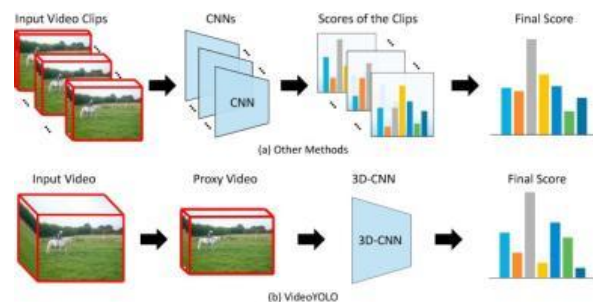 Input Video Clips CNNs Scores of the Clips Final Score
CNN
(a) Other Methods
Input Video Proxy Video 3D-CNN Final Score
3D-CNN
(b) VideoYOLO